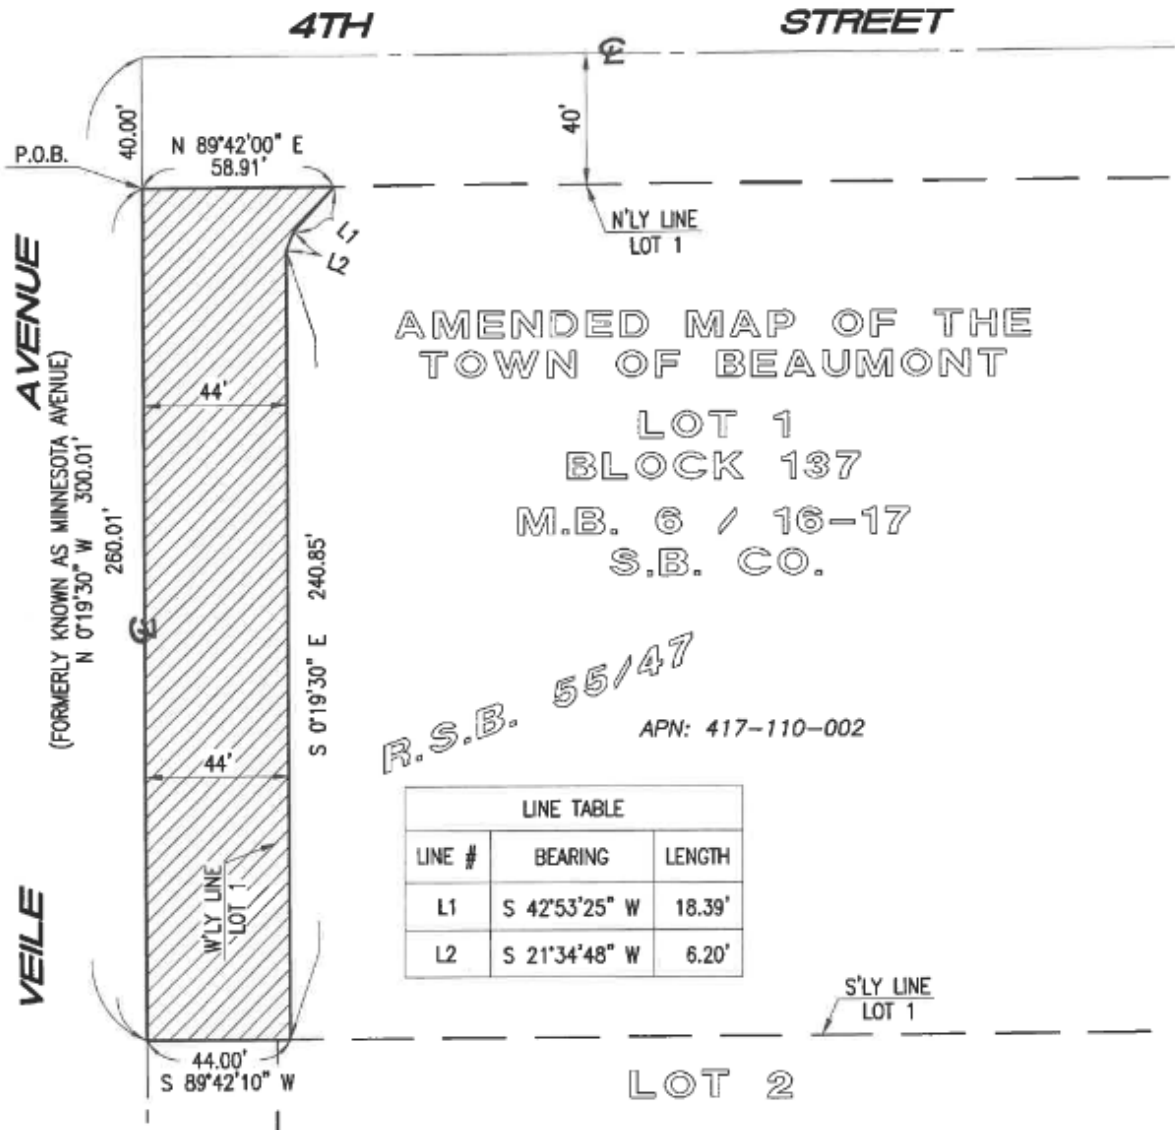 4TH STREET
℄
40.00'
40'
N 89°42'00" E
58.91'
P.O.B.
N'LY LINE
LOT 1
L1
L2
AVENUE
(FORMERLY KNOWN AS MINNESOTA AVENUE)
N 0°19'30" W 300.01'
260.01'
℄
VEILE
44'
S 0°19'30" E 240.85'
44'
W'LY LINE
LOT 1
AMENDED MAP OF THE
TOWN OF BEAUMONT
LOT 1
BLOCK 137
M.B. 6 / 16-17
S.B. CO.
R.S.B. 55/47
APN: 417-110-002
LINE TABLE
LINE # BEARING LENGTH
L1 S 42°53'25" W 18.39'
L2 S 21°34'48" W 6.20'
S'LY LINE
LOT 1
44.00'
S 89°42'10" W
LOT 2